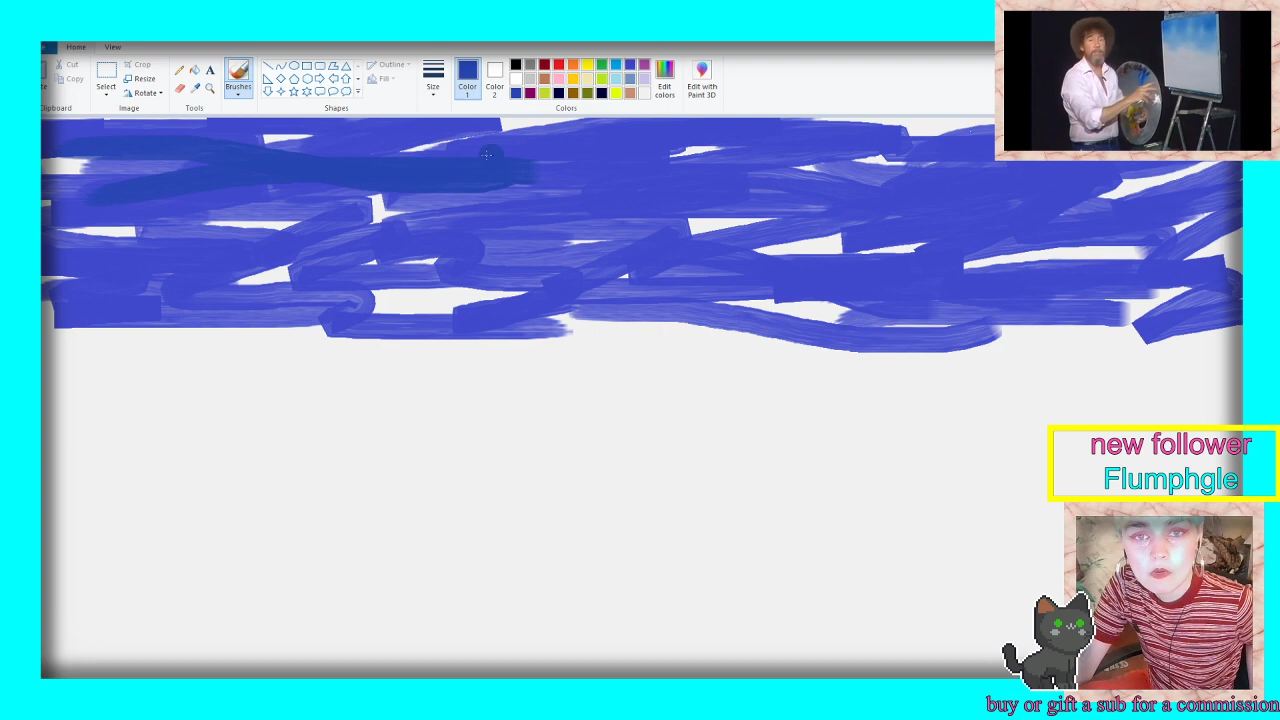 Home View
Cut
Copy
Select
Crop
Resize
Rotate
Brushes
Outline
Fill
Size
Color 1
Color 2
Edit colors
Edit with Paint 3D
Image
Tools
Shapes
Colors
new follower
Flumphgle
buy or gift a sub for a commission